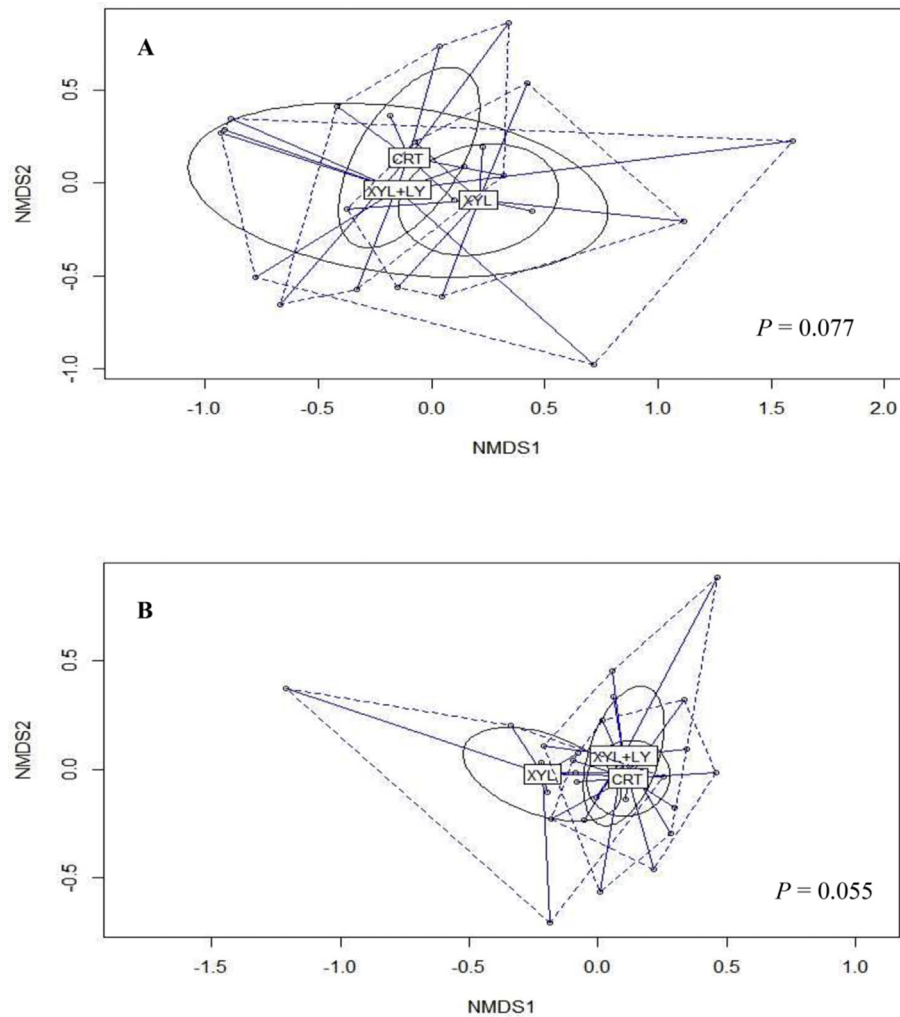 A
0.5
0.0
-0.5
-1.0
NMDS2
CRT
XYL+LY
XYL
P = 0.077
-1.0 -0.5 0.0 0.5 1.0 1.5 2.0
NMDS1
B
0.5
0.0
-0.5
NMDS2
XYL+LY
XYL
CRT
P = 0.055
-1.5 -1.0 -0.5 0.0 0.5 1.0
NMDS1